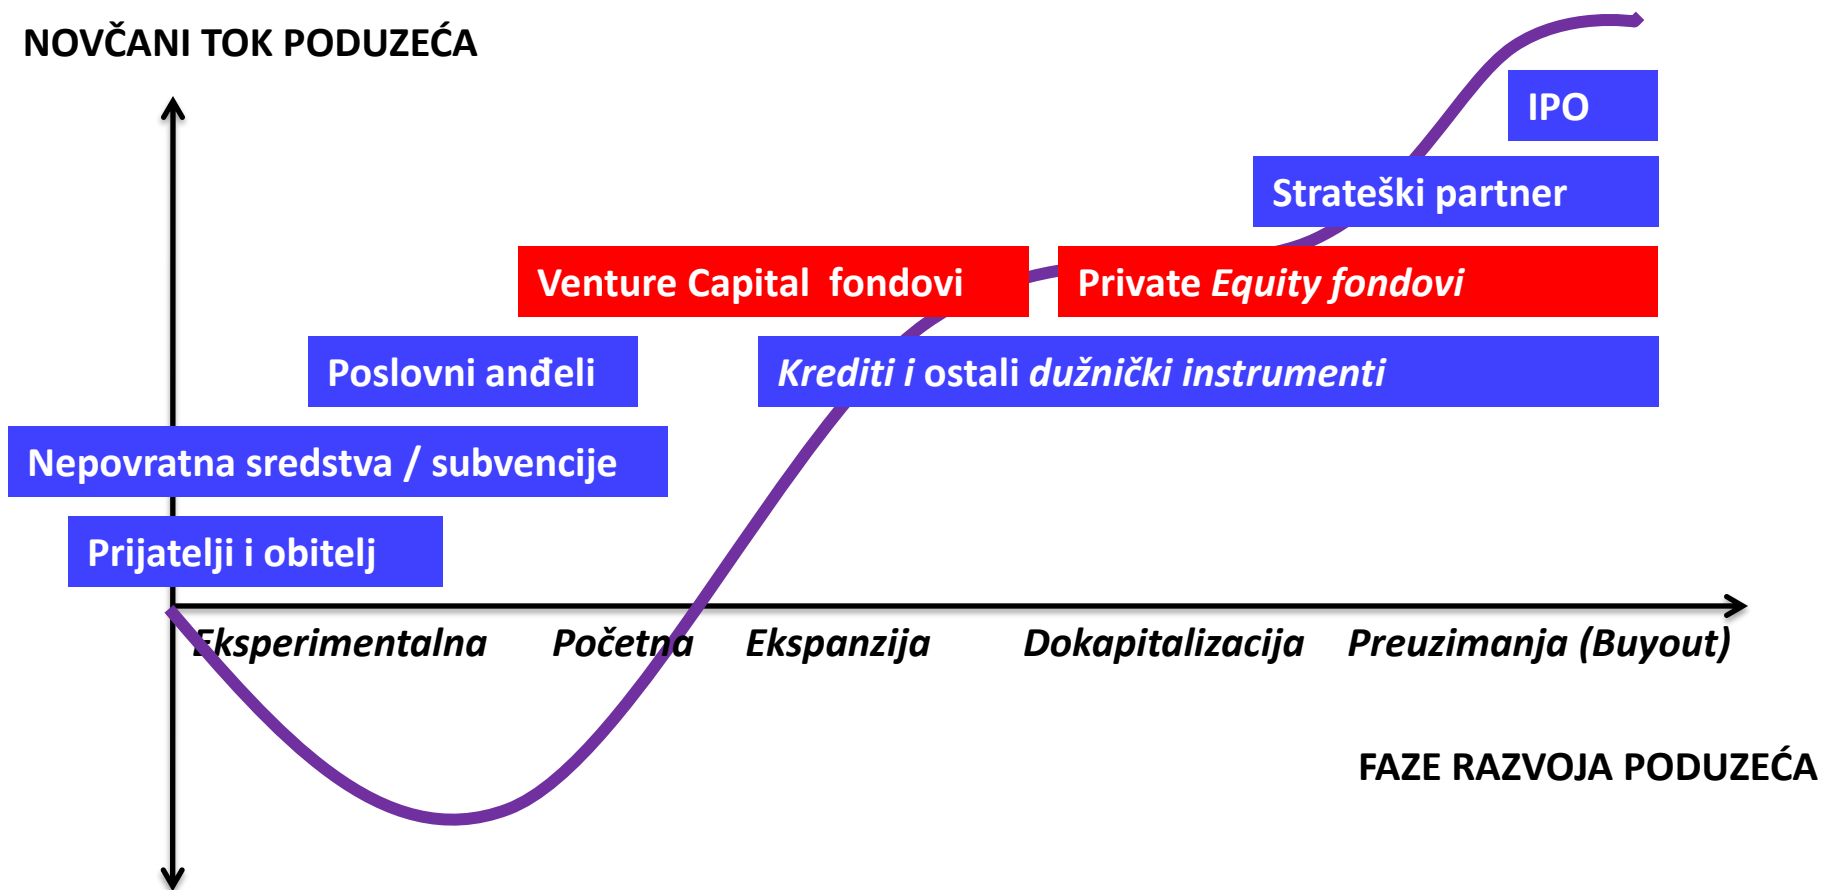 NOVČANI TOK PODUZEĆA
IPO
Strateški partner
Venture Capital fondovi
Private Equity fondovi
Poslovni anđeli
Krediti i ostali dužnički instrumenti
Nepovratna sredstva / subvencije
Prijatelji i obitelj
Eksperimentalna
Početna
Ekspanzija
Dokapitalizacija
Preuzimanja (Buyout)
FAZE RAZVOJA PODUZEĆA